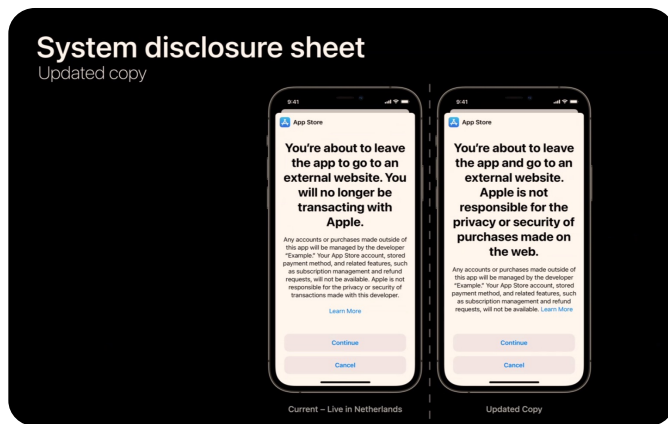 System disclosure sheet
Updated copy
9:41
App Store
You're about to leave
the app to go to an
external website. You
will no longer be
transacting with
Apple.
Any accounts or purchases made outside of
this app will be managed by the developer
"Example." Your App Store account, stored
payment method, and related features, such
as subscription management and refund
requests, will not be available. Apple is not
responsible for the privacy or security of
transactions made with this developer.
Learn More
Continue
Cancel
Current – Live in Netherlands
9:41
App Store
You're about to leave
the app and go to an
external website.
Apple is not
responsible for the
privacy or security of
purchases made on
the web.
Any accounts or purchases made outside of
this app will be managed by the developer
"Example." Your App Store account, stored
payment method, and related features, such
as subscription management and refund
requests, will not be available. Learn More
Continue
Cancel
Updated Copy